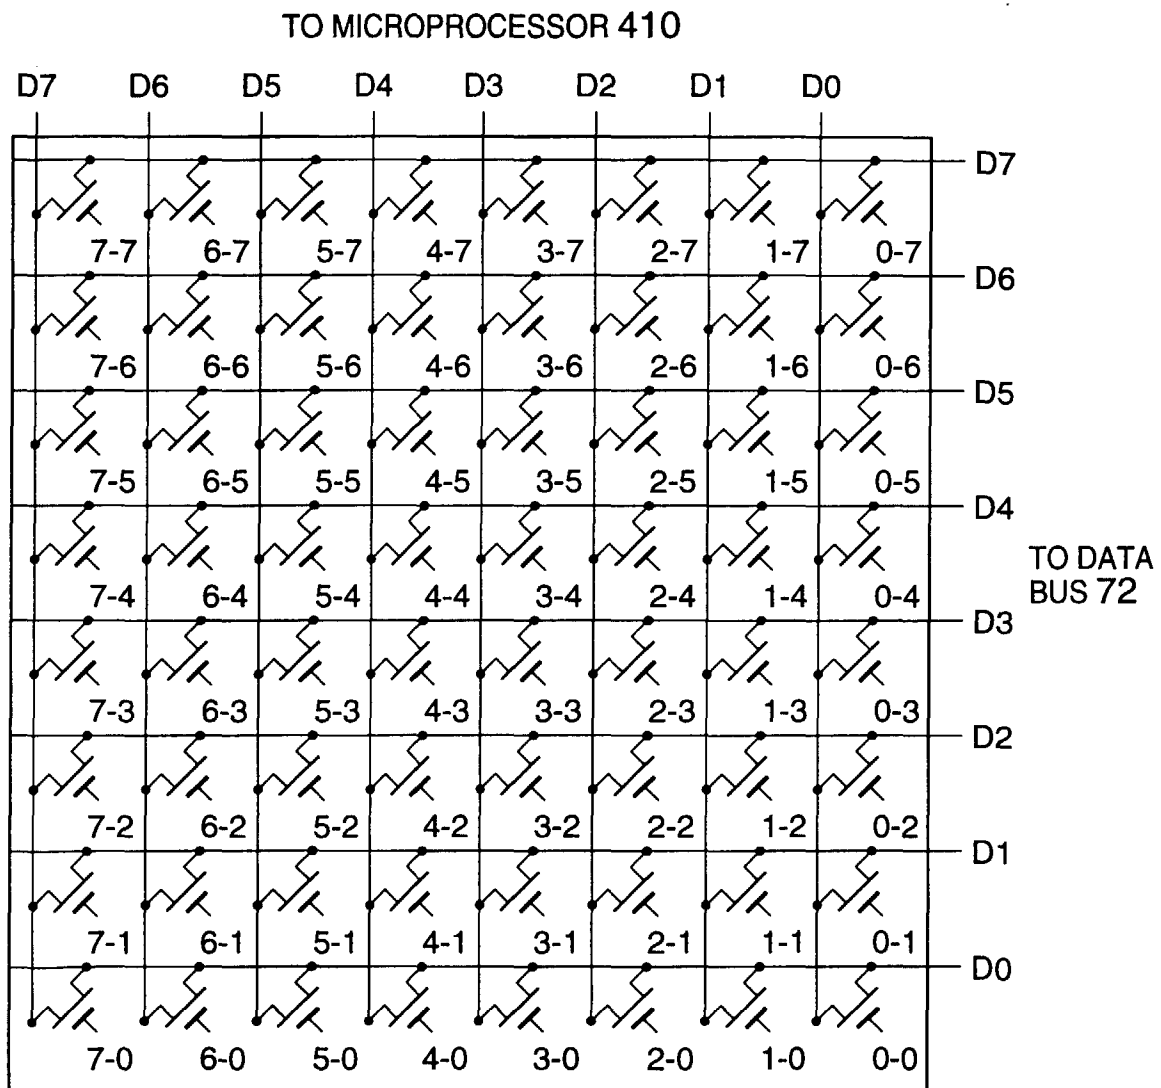 TO MICROPROCESSOR 410
D7 D6 D5 D4 D3 D2 D1 D0
D7
7-7 6-7 5-7 4-7 3-7 2-7 1-7 0-7
D6
7-6 6-6 5-6 4-6 3-6 2-6 1-6 0-6
D5
7-5 6-5 5-5 4-5 3-5 2-5 1-5 0-5
D4
TO DATA
BUS 72
7-4 6-4 5-4 4-4 3-4 2-4 1-4 0-4
D3
7-3 6-3 5-3 4-3 3-3 2-3 1-3 0-3
D2
7-2 6-2 5-2 4-2 3-2 2-2 1-2 0-2
D1
7-1 6-1 5-1 4-1 3-1 2-1 1-1 0-1
D0
7-0 6-0 5-0 4-0 3-0 2-0 1-0 0-0